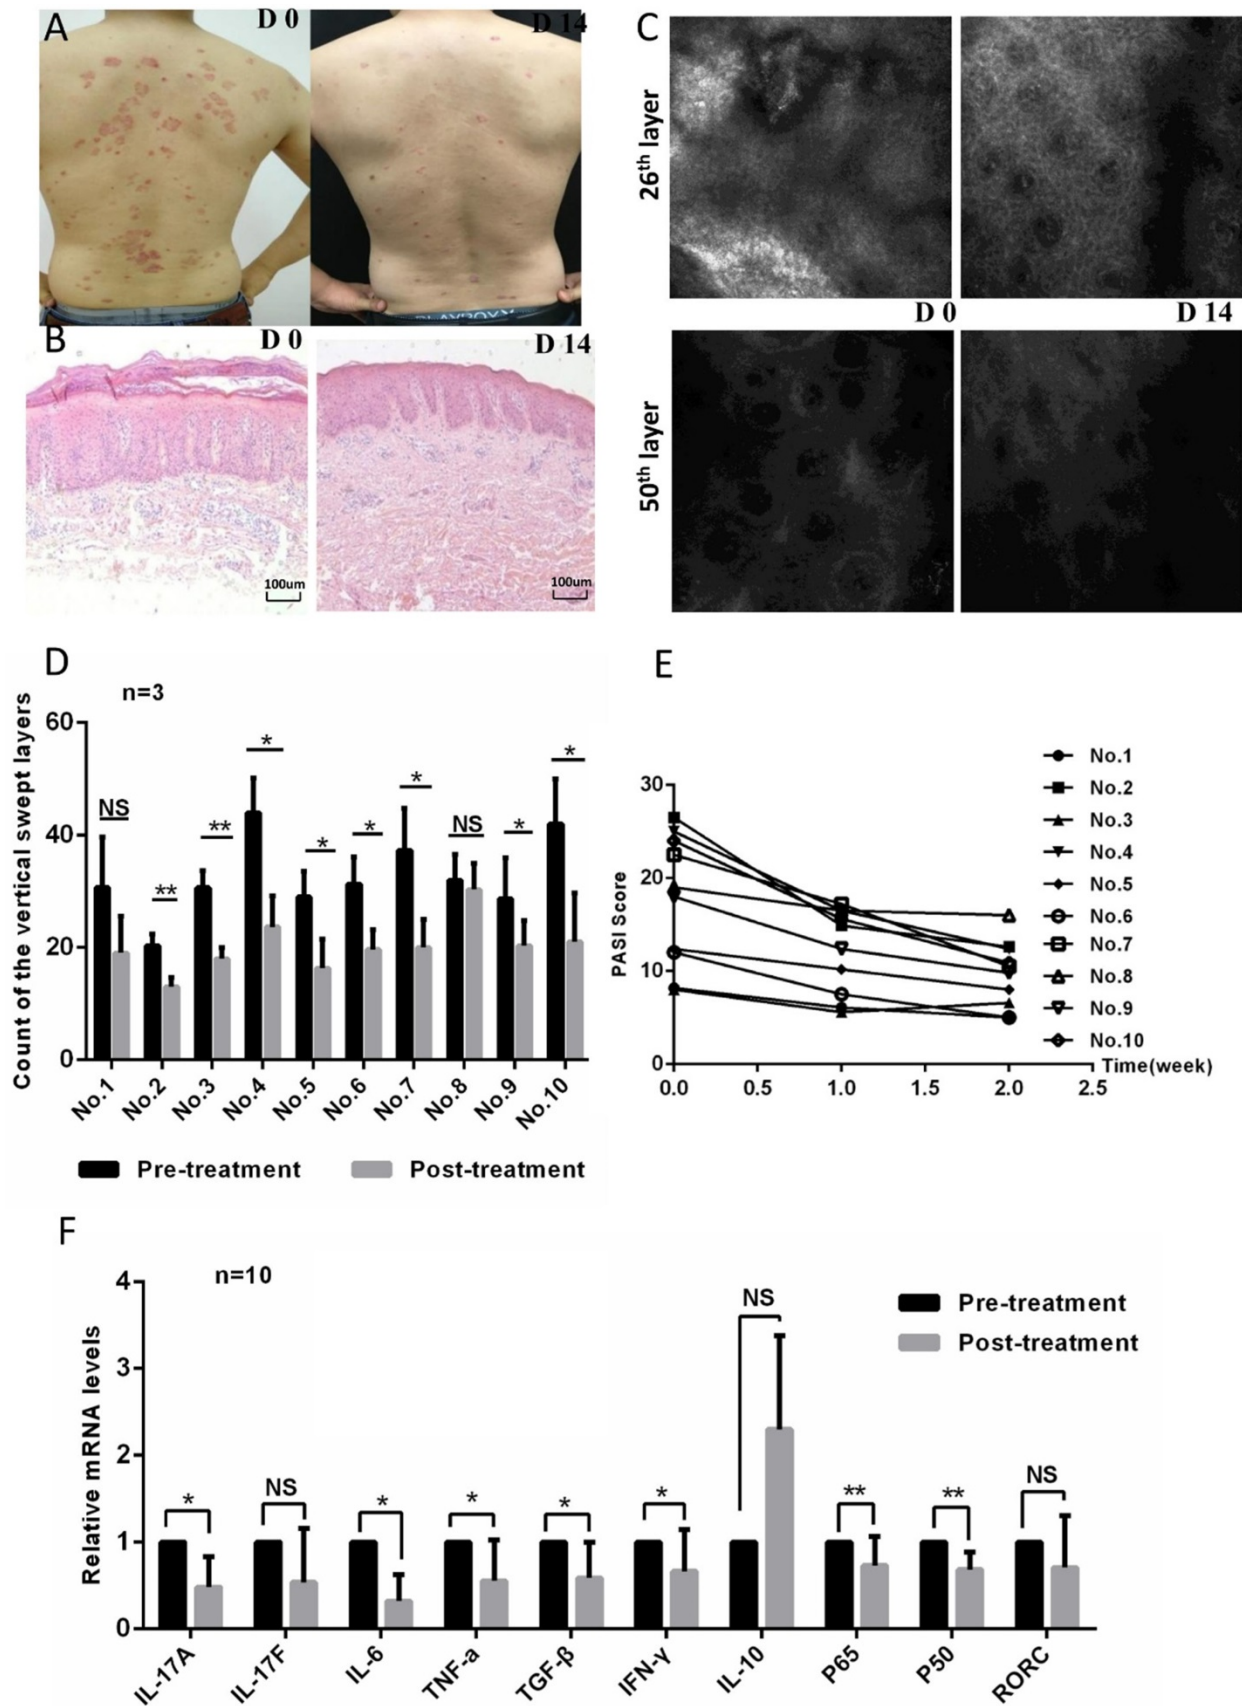 A
D 0
D 14
C
26th layer
D 0
D 14
B
D 0
D 14
100um
100um
50th layer
D
n=3
Count of the vertical swept layers
60
40
20
0
NS
**
**
*
*
*
*
NS
*
*
No.1
No.2
No.3
No.4
No.5
No.6
No.7
No.8
No.9
No.10
Pre-treatment
Post-treatment
E
PASI Score
30
20
10
0
0.0
0.5
1.0
1.5
2.0
2.5
Time(week)
No.1
No.2
No.3
No.4
No.5
No.6
No.7
No.8
No.9
No.10
F
n=10
Relative mRNA levels
4
3
2
1
0
*
NS
*
*
*
*
NS
**
**
NS
IL-17A
IL-17F
IL-6
TNF-a
TGF-β
IFN-γ
IL-10
P65
P50
RORC
Pre-treatment
Post-treatment